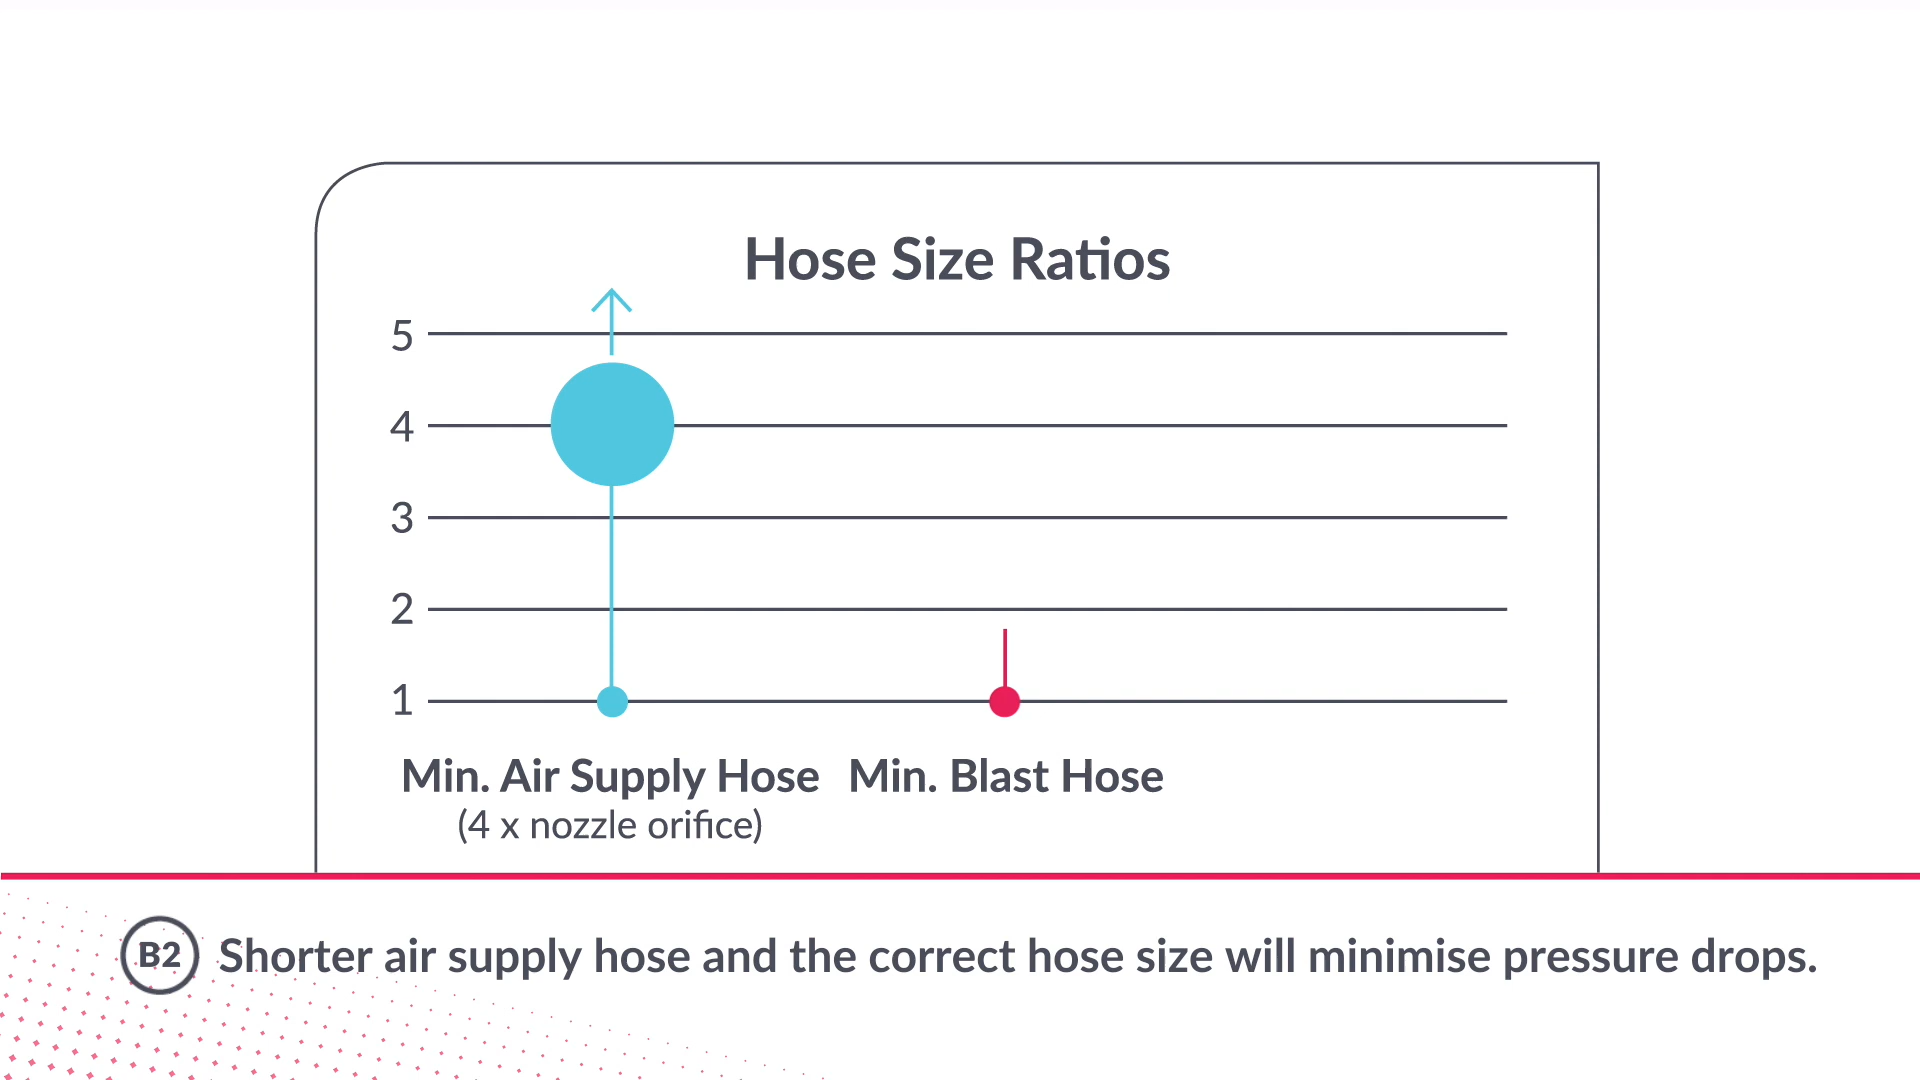 Hose Size Ratios
5
4
3
2
1
Min. Air Supply Hose
(4 x nozzle orifice)
Min. Blast Hose
B2
Shorter air supply hose and the correct hose size will minimise pressure drops.